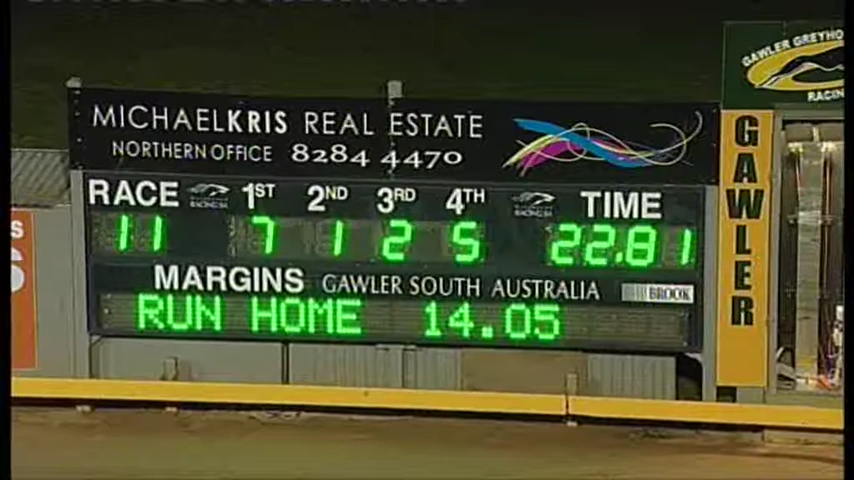 GAWLER GREYHO
RACIN
MICHAELKRIS REAL ESTATE
NORTHERN OFFICE 8284 4470
RACE 1ST 2ND 3RD 4TH TIME
11 7 1 2 5 22.81
MARGINS GAWLER SOUTH AUSTRALIA BROOK
RUN HOME 14.05
GAWLER
S
S